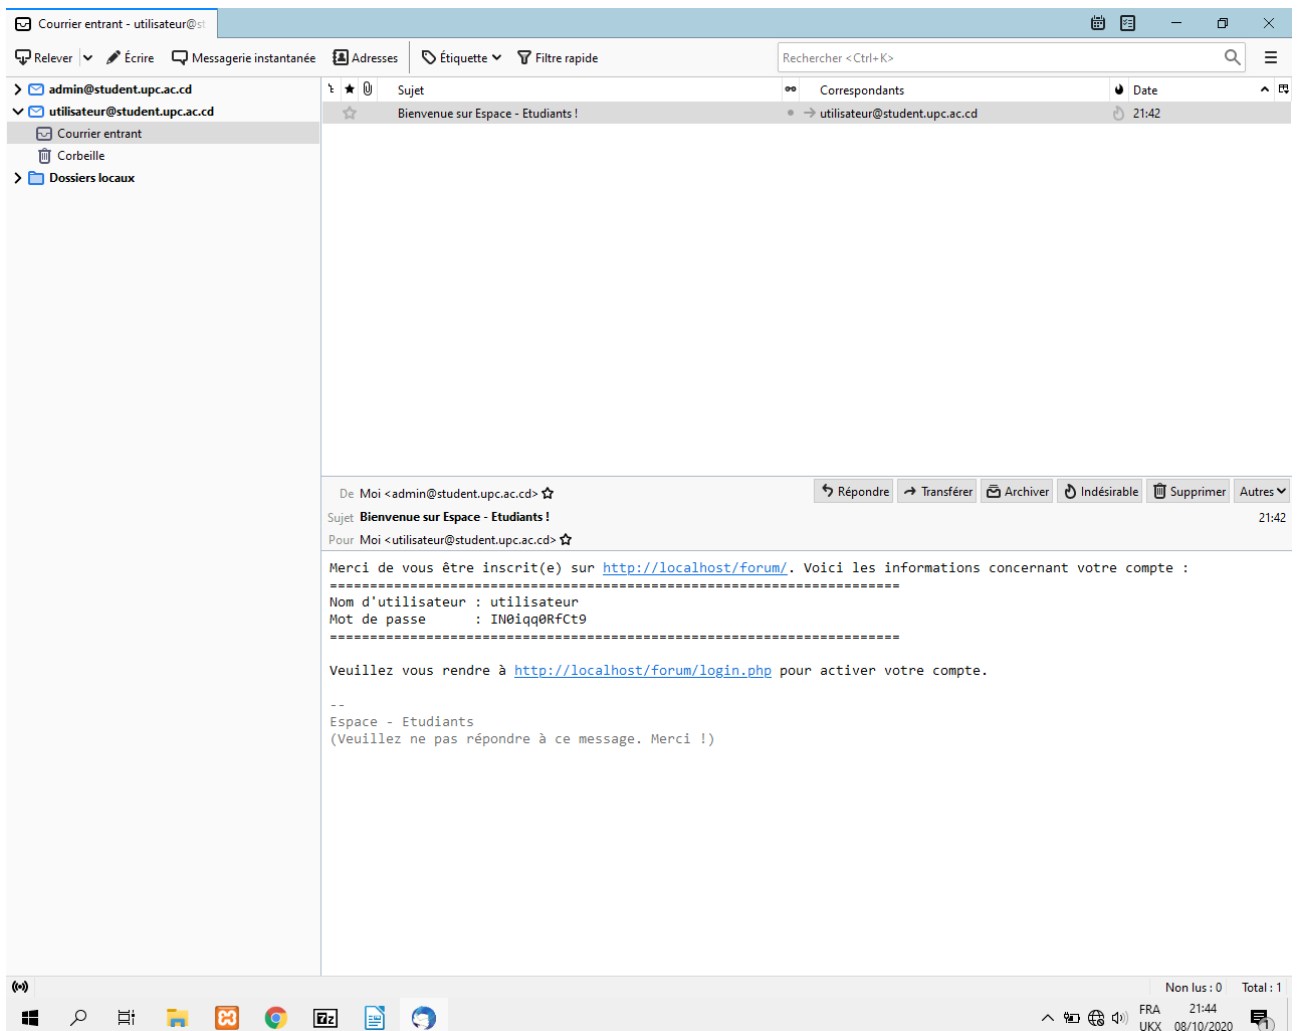 Courrier entrant - utilisateur@st
Relever Écrire Messagerie instantanée Adresses Étiquette Filtre rapide Rechercher <Ctrl+K>
admin@student.upc.ac.cd
utilisateur@student.upc.ac.cd
Courrier entrant
Corbeille
Dossiers locaux
Sujet Correspondants Date
Bienvenue sur Espace - Etudiants ! utilisateur@student.upc.ac.cd 21:42
De Moi <admin@student.upc.ac.cd> Répondre Transférer Archiver Indésirable Supprimer Autres
Sujet Bienvenue sur Espace - Etudiants ! 21:42
Pour Moi <utilisateur@student.upc.ac.cd>
Merci de vous être inscrit(e) sur http://localhost/forum/. Voici les informations concernant votre compte :
=======================================================================
Nom d'utilisateur : utilisateur
Mot de passe : IN0iqq0RfCt9
=======================================================================
Veuillez vous rendre à http://localhost/forum/login.php pour activer votre compte.
--
Espace - Etudiants
(Veuillez ne pas répondre à ce message. Merci !)
Non lus : 0 Total : 1
7z
FRA 21:44
UKX 08/10/2020
1